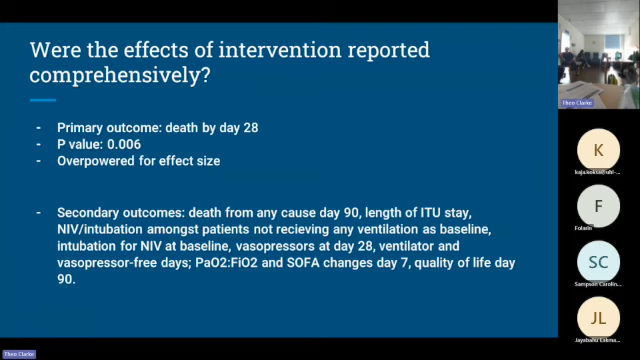 Were the effects of intervention reported
comprehensively?
- Primary outcome: death by day 28
- P value: 0.006
- Overpowered for effect size
- Secondary outcomes: death from any cause day 90, length of ITU stay,
NIV/intubation amongst patients not recieving any ventilation as baseline,
intubation for NIV at baseline, vasopressors at day 28, ventilator and
vasopressor-free days; PaO2:FiO2 and SOFA changes day 7, quality of life day
90.
Theo Clarke
K
F
Folarin
SC
Sampson Carolin...
JL
Jayabahu Lakma...
Theo Clarke